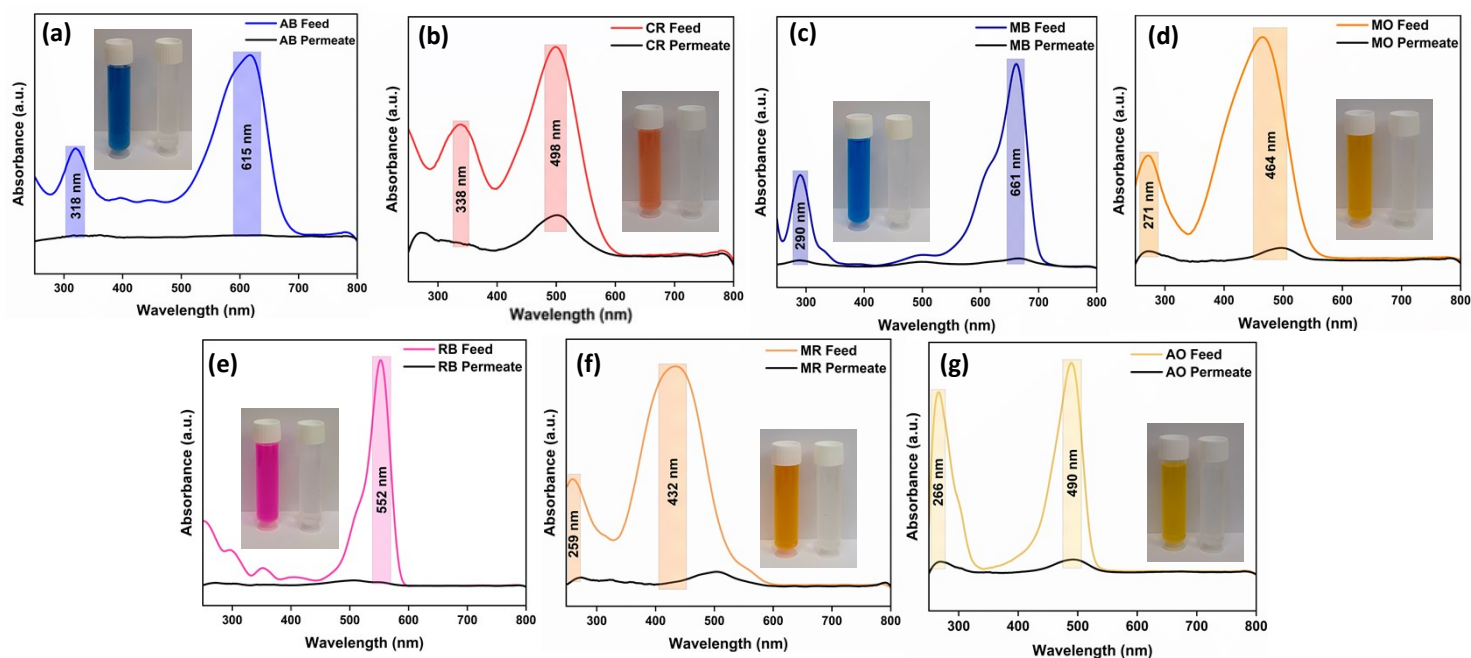 (a)
AB Feed
AB Permeate
Absorbance (a.u.)
318 nm
615 nm
300 400 500 600 700 800
Wavelength (nm)
(b)
CR Feed
CR Permeate
Absorbance (a.u.)
338 nm
498 nm
300 400 500 600 700 800
Wavelength (nm)
(c)
MB Feed
MB Permeate
Absorbance (a.u.)
290 nm
661 nm
300 400 500 600 700 800
Wavelength (nm)
(d)
MO Feed
MO Permeate
Absorbance (a.u.)
271 nm
464 nm
300 400 500 600 700 800
Wavelength (nm)
(e)
RB Feed
RB Permeate
Absorbance (a.u.)
552 nm
300 400 500 600 700 800
Wavelength (nm)
(f)
MR Feed
MR Permeate
Absorbance (a.u.)
259 nm
432 nm
300 400 500 600 700 800
Wavelength (nm)
(g)
AO Feed
AO Permeate
Absorbance (a.u.)
266 nm
490 nm
300 400 500 600 700 800
Wavelength (nm)